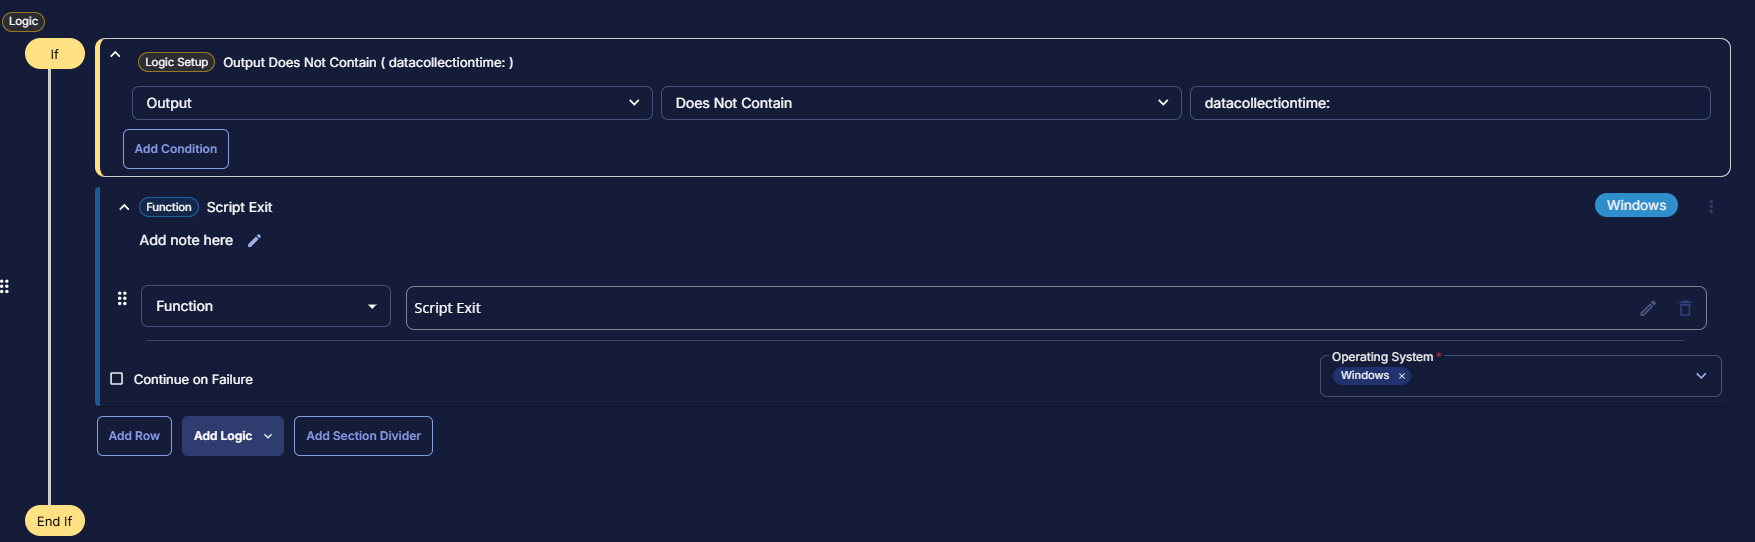 Logic
If
Logic Setup Output Does Not Contain ( datacollectiontime: )
Output Does Not Contain datacollectiontime:
Add Condition
Function Script Exit Windows
Add note here
Function Script Exit
Operating System *
Continue on Failure Windows ×
Add Row Add Logic Add Section Divider
End If